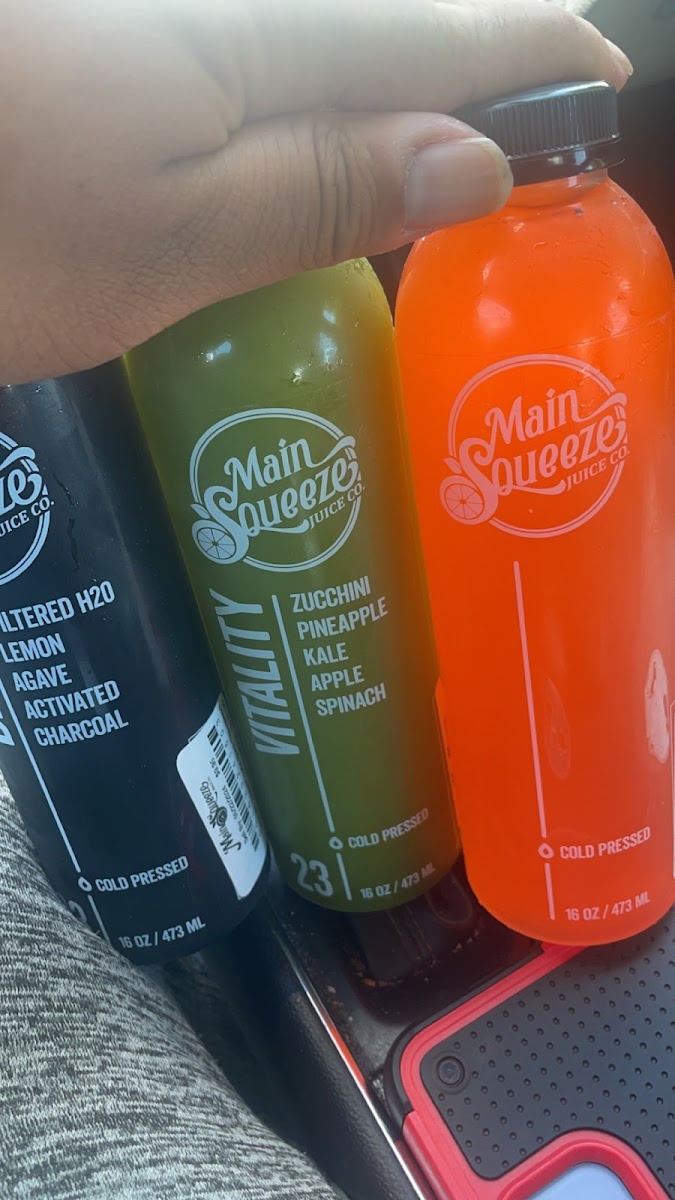 ze
JUICE CO.
ILTERED H20
LEMON
AGAVE
ACTIVATED
CHARCOAL
COLD PRESSED
16 OZ / 473 ML
Main
Squeeze
Main
Squeeze
JUICE CO.
VITALITY
ZUCCHINI
PINEAPPLE
KALE
APPLE
SPINACH
COLD PRESSED
23
16 OZ / 473 ML
Main
Squeeze
JUICE CO.
COLD PRESSED
16 OZ / 473 ML